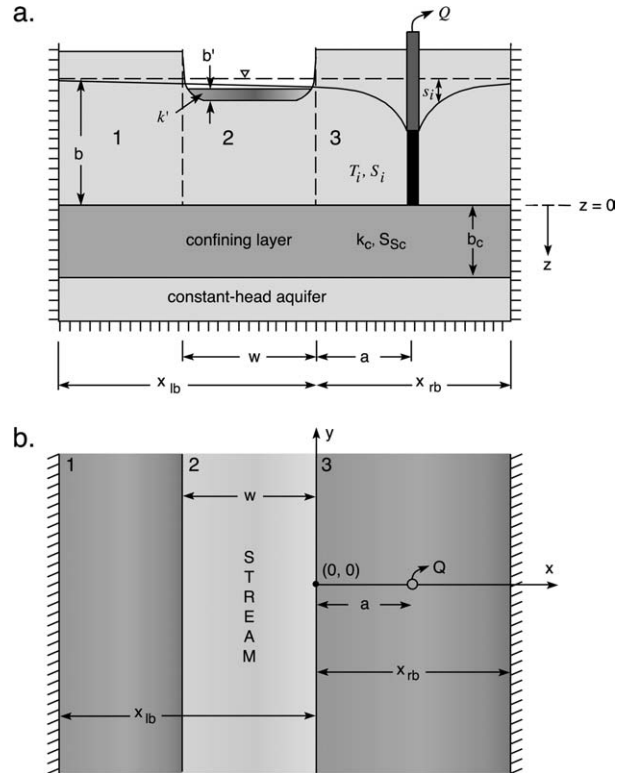 a.
Q
b'
s_i
k'
1
2
3
b
T_i, S_i
z = 0
confining layer
k_c, S_Sc
b_c
z
constant-head aquifer
w
a
x_lb
x_rb
b.
y
1
2
3
w
STREAM
(0, 0)
Q
x
a
x_rb
x_lb